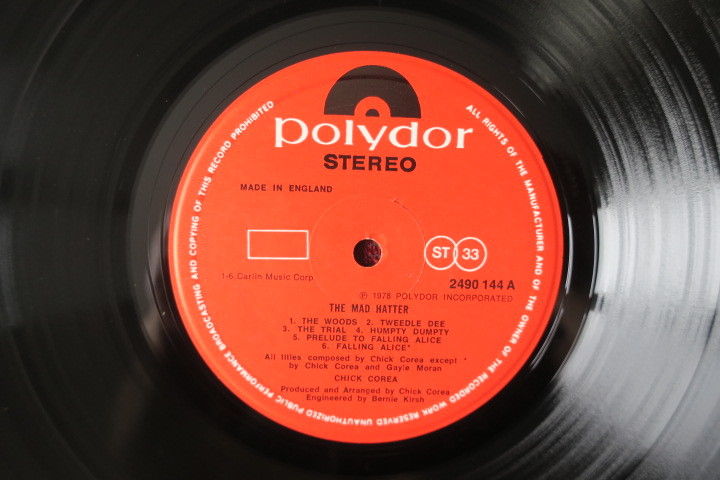 polydor
STEREO
MADE IN ENGLAND
ST 33
1-6 Carlin Music Corp.
2490 144 A
℗ 1978 POLYDOR INCORPORATED
THE MAD HATTER
1. THE WOODS 2. TWEEDLE DEE
3. THE TRIAL 4. HUMPTY DUMPTY
5. PRELUDE TO FALLING ALICE
6. FALLING ALICE*
All titles composed by Chick Corea except *
by Chick Corea and Gayle Moran
CHICK COREA
Produced and Arranged by Chick Corea
Engineered by Bernie Kirsh
ALL RIGHTS OF THE MANUFACTURER AND OF THE OWNER OF THE RECORDED WORK RESERVED UNAUTHORIZED PUBLIC PERFORMANCE BROADCASTING AND COPYING OF THIS RECORD PROHIBITED